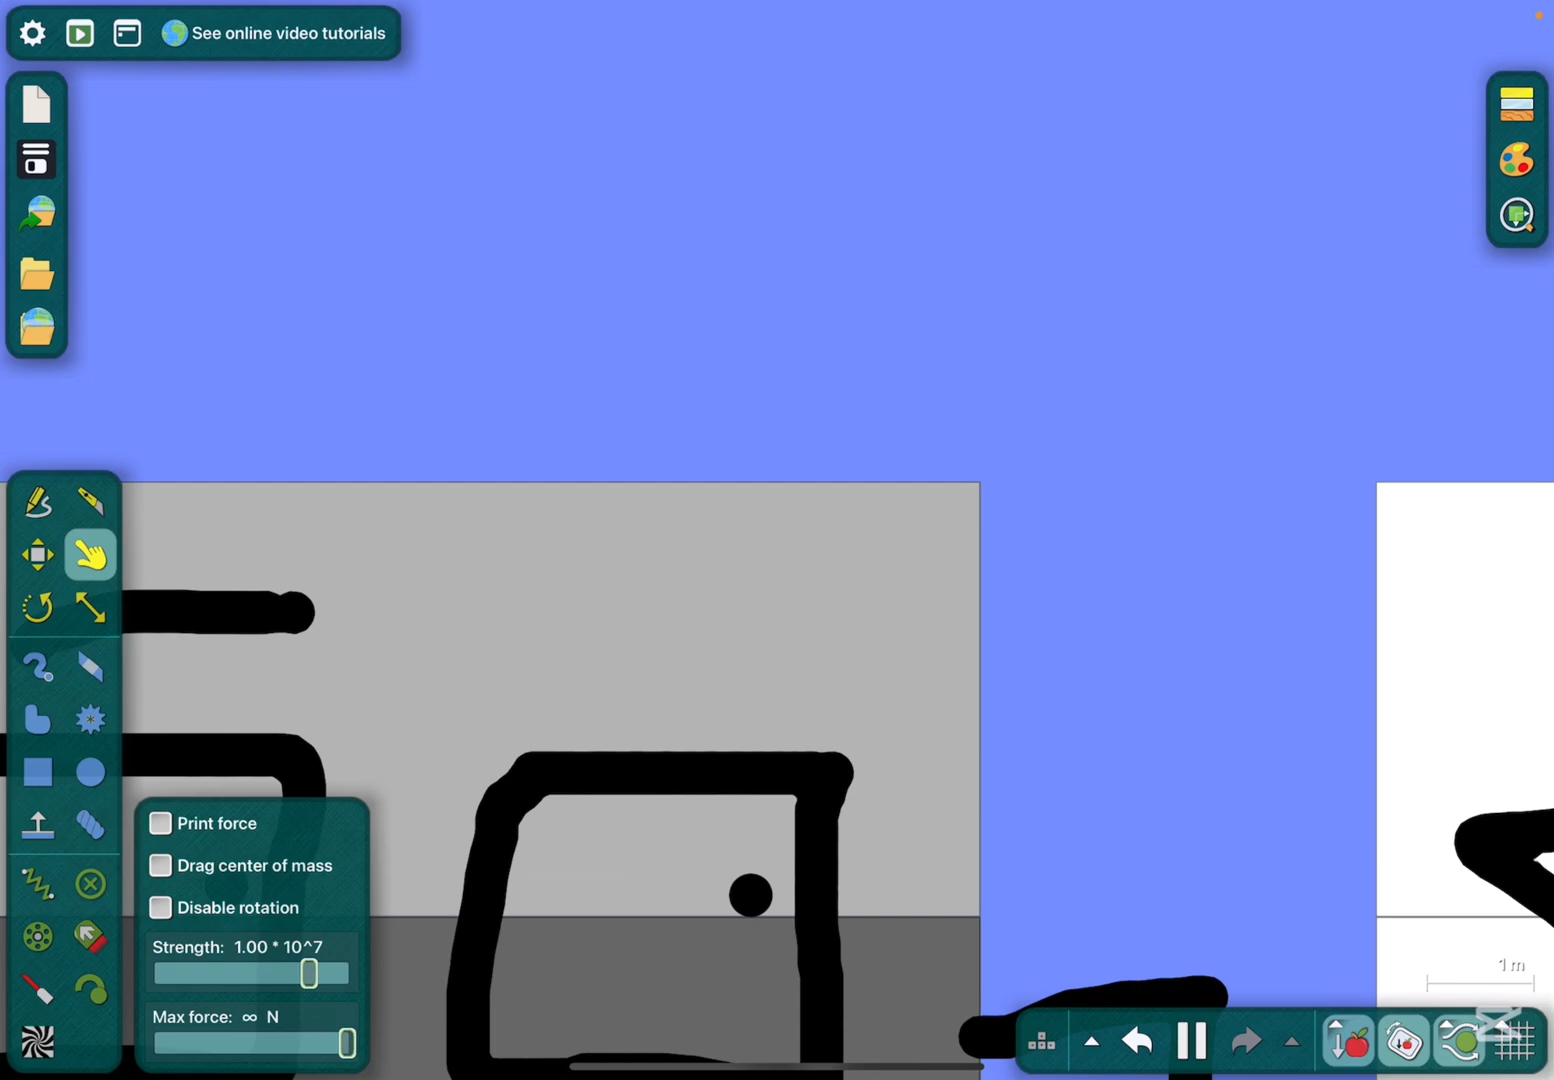 See online video tutorials
Print force
Drag center of mass
Disable rotation
Strength: 1.00 * 10^7
Max force: ∞ N
1 m